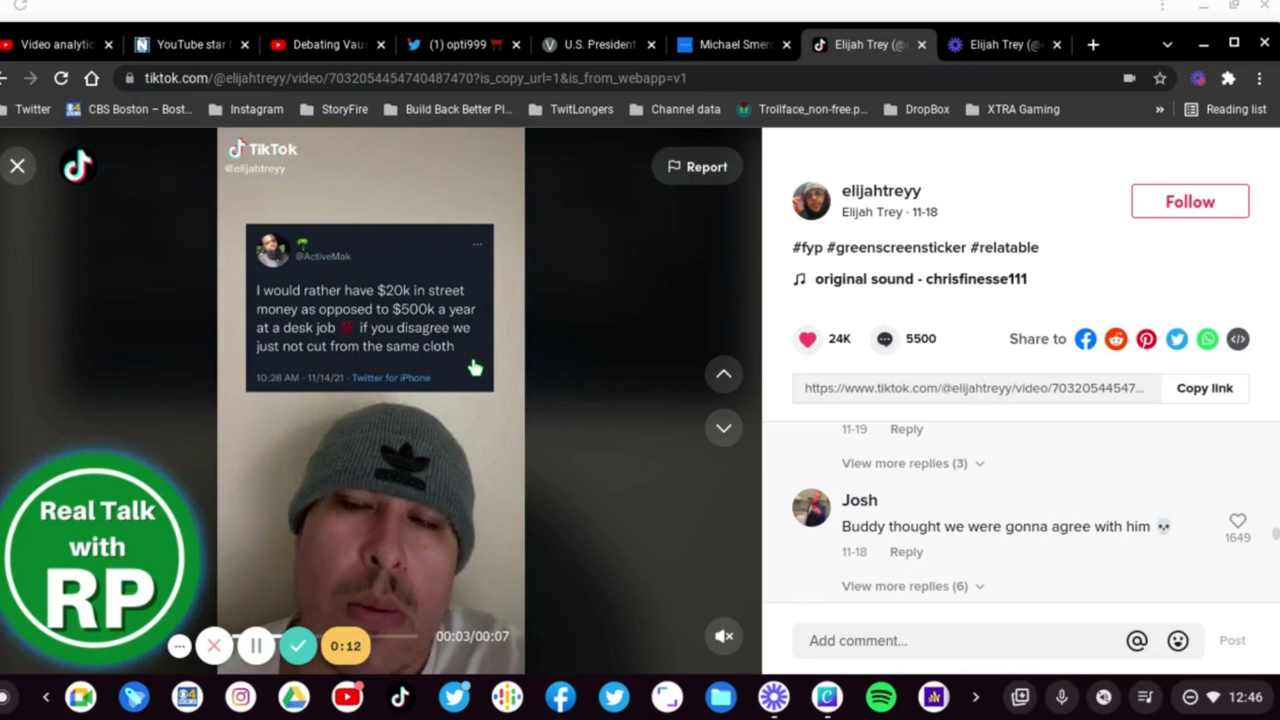 Video analytic
YouTube star
Debating Vaus
(1) opti999
U.S. President
Michael Smerc
Elijah Trey (@
Elijah Trey (@
tiktok.com/@elijahtreyy/video/7032054454740487470?is_copy_url=1&is_from_webapp=v1
Twitter
CBS Boston – Bost...
Instagram
StoryFire
Build Back Better Pl...
TwitLongers
Channel data
Trollface_non-free.p...
DropBox
XTRA Gaming
»
Reading list
TikTok
@elijahtreyy
Report
@ActiveMak
I would rather have $20k in street
money as opposed to $500k a year
at a desk job 💯 if you disagree we
just not cut from the same cloth
10:28 AM · 11/14/21 · Twitter for iPhone
Real Talk
with
RP
0:12
00:03/00:07
elijahtreyy
Elijah Trey · 11-18
Follow
#fyp #greenscreensticker #relatable
original sound - chrisfinesse111
24K
5500
Share to
https://www.tiktok.com/@elijahtreyy/video/70320544547...
Copy link
11-19
Reply
View more replies (3)
Josh
Buddy thought we were gonna agree with him 💀
1649
11-18
Reply
View more replies (6)
Add comment...
Post
12:46